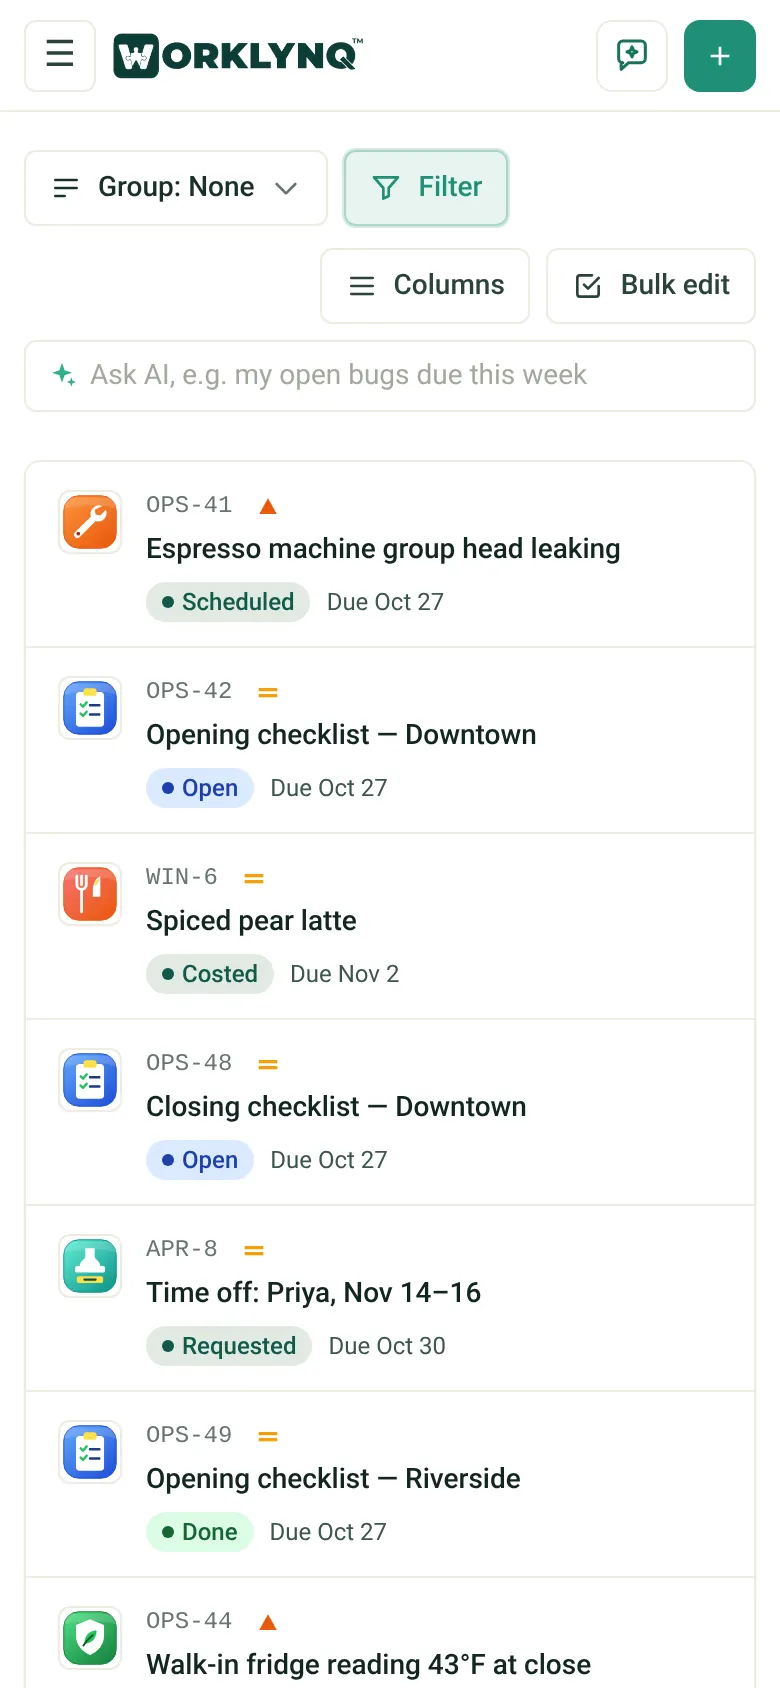 WORKLYNQ™
Group: None
Filter
Columns
Bulk edit
Ask AI, e.g. my open bugs due this week
OPS-41
Espresso machine group head leaking
Scheduled Due Oct 27
OPS-42
Opening checklist — Downtown
Open Due Oct 27
WIN-6
Spiced pear latte
Costed Due Nov 2
OPS-48
Closing checklist — Downtown
Open Due Oct 27
APR-8
Time off: Priya, Nov 14–16
Requested Due Oct 30
OPS-49
Opening checklist — Riverside
Done Due Oct 27
OPS-44
Walk-in fridge reading 43°F at close